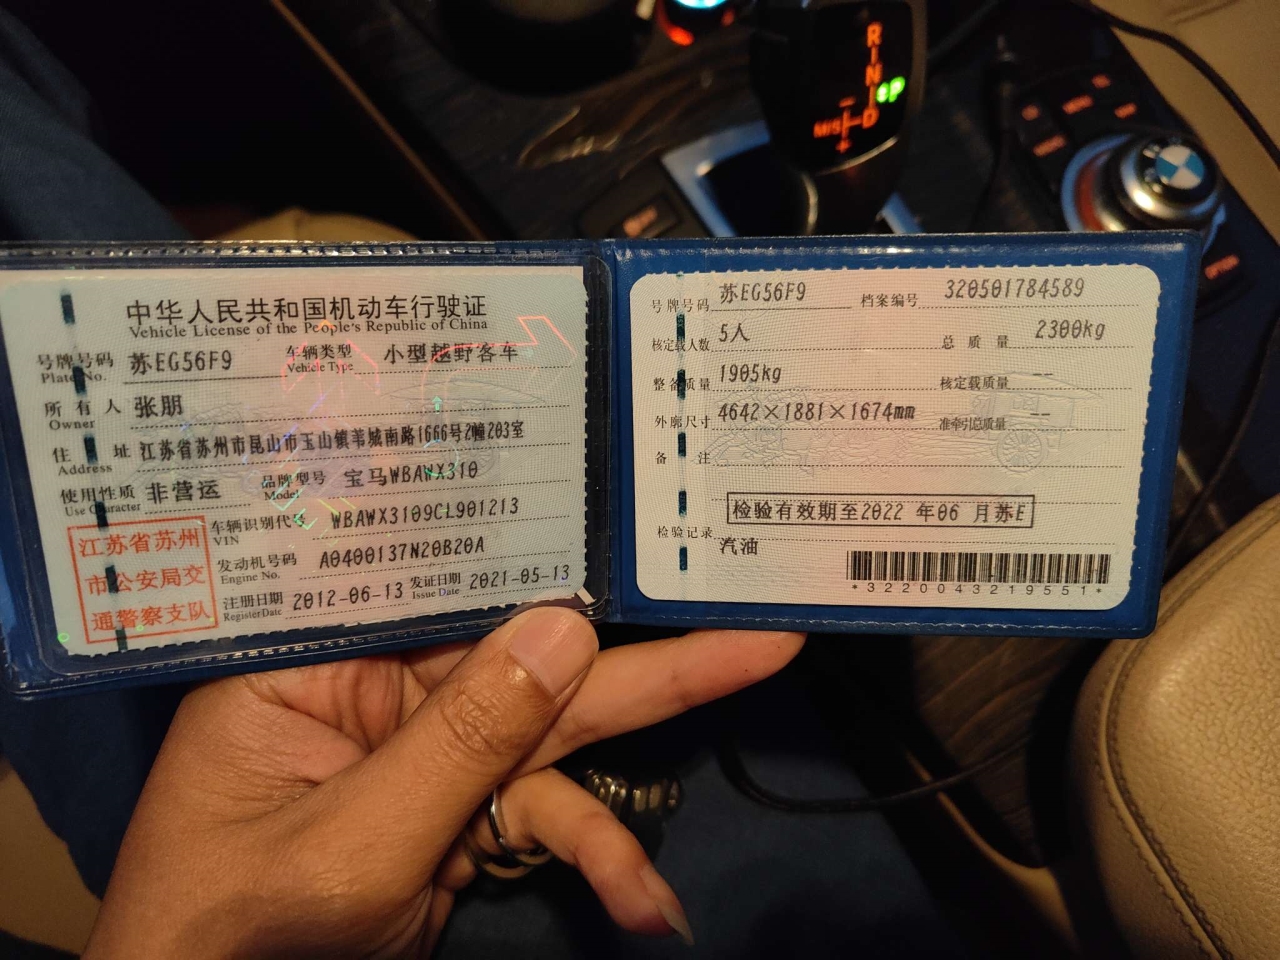 中华人民共和国机动车行驶证
Vehicle License of the People's Republic of China
号牌号码 苏EG56F9 车辆类型 小型越野客车
Plate No. Vehicle Type
所有人 张朋
Owner
住址 江苏省苏州市昆山市玉山镇苇城南路1666号2幢203室
Address
使用性质 非营运 品牌型号 宝马WBAWX310
Use Character Model
江苏省苏州
市公安局交
通警察支队
车辆识别代号 WBAWX3109CL901213
VIN
发动机号码 A0400137N20B20A
Engine No.
注册日期 2012-06-13 发证日期 2021-05-13
Register Date Issue Date
号牌号码 苏EG56F9 档案编号 320501784589
核定载人数 5人 总质量 2300kg
整备质量 1905kg 核定载质量 --
外廓尺寸 4642×1881×1674mm 准牵引总质量 --
备注
检验有效期至2022 年06 月苏E
检验记录
汽油
*3220043219551*
R
N
D
P
M/S
+
BMW
MENU
OPTION